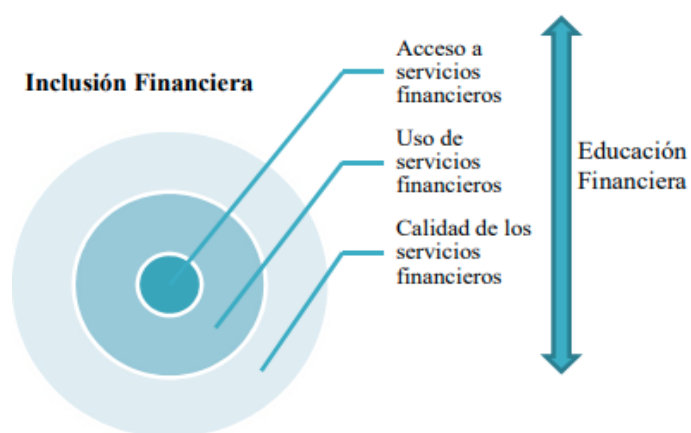 Inclusión Financiera
Acceso a
servicios
financieros
Uso de
servicios
financieros
Calidad de los
servicios
financieros
Educación
Financiera